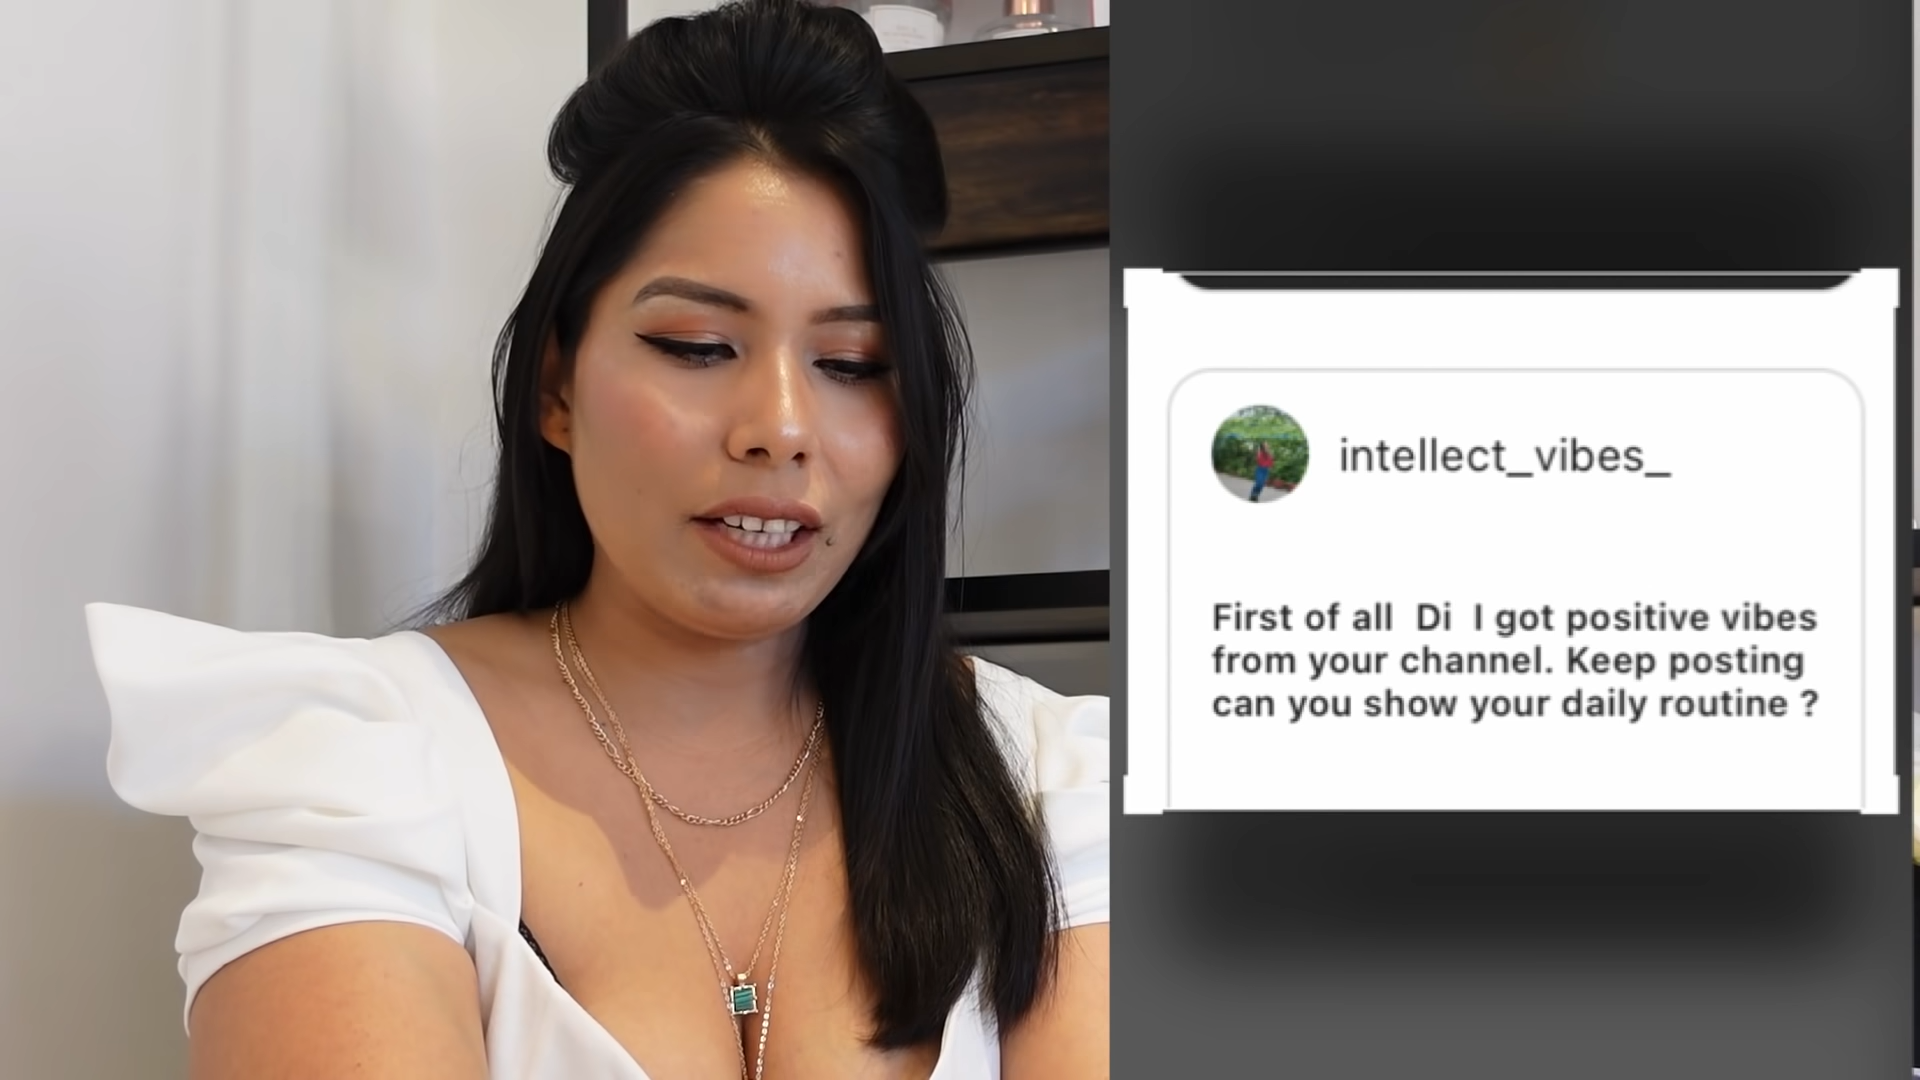 intellect_vibes_
First of all Di I got positive vibes
from your channel. Keep posting
can you show your daily routine ?